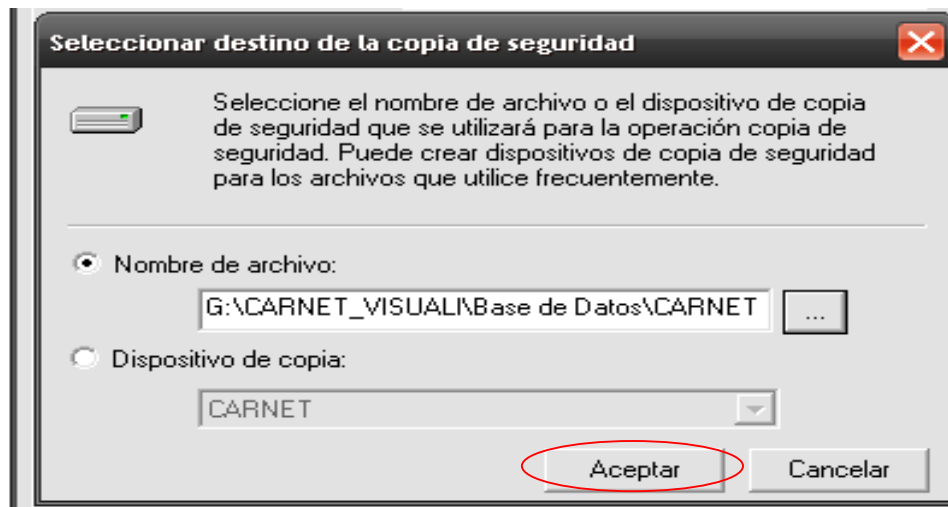 Seleccionar destino de la copia de seguridad
Seleccione el nombre de archivo o el dispositivo de copia
de seguridad que se utilizará para la operación copia de
seguridad. Puede crear dispositivos de copia de seguridad
para los archivos que utilice frecuentemente.
Nombre de archivo:
G:\CARNET_VISUALI\Base de Datos\CARNET
...
Dispositivo de copia:
CARNET
Aceptar Cancelar